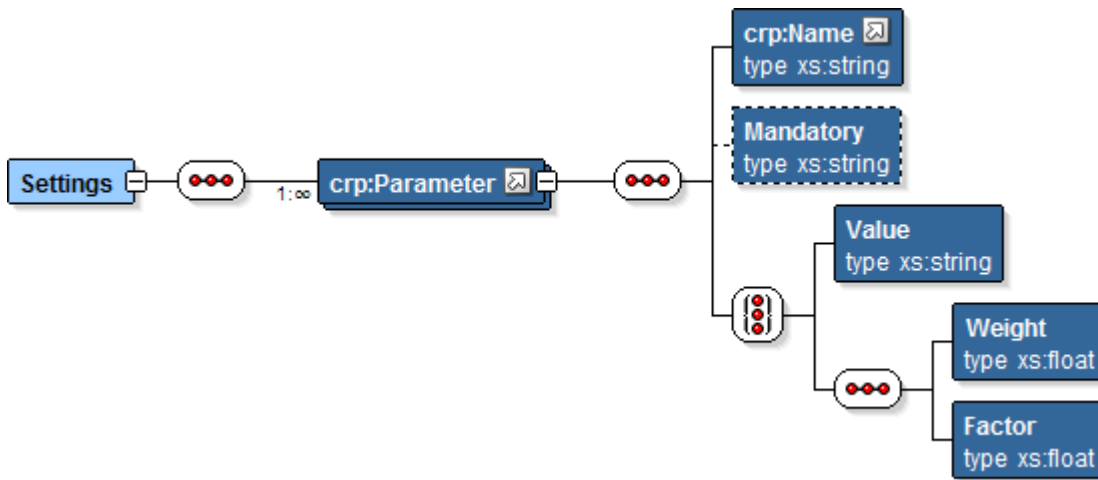 crp:Name
type xs:string
Mandatory
type xs:string
Settings
1:∞
crp:Parameter
Value
type xs:string
Weight
type xs:float
Factor
type xs:float